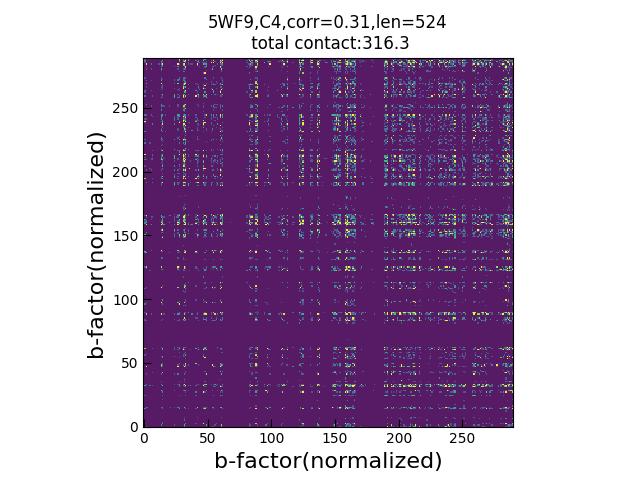 5WF9,C4,corr=0.31,len=524
total contact:316.3
250
200
150
100
50
0
b-factor(normalized)
0 50 100 150 200 250
b-factor(normalized)